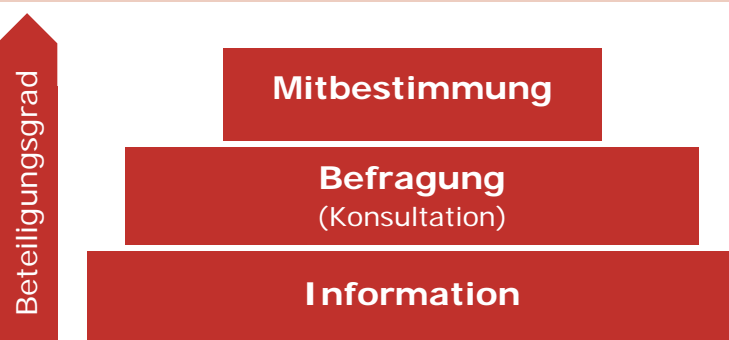 Beteiligungsgrad
Mitbestimmung
Befragung
(Konsultation)
Information